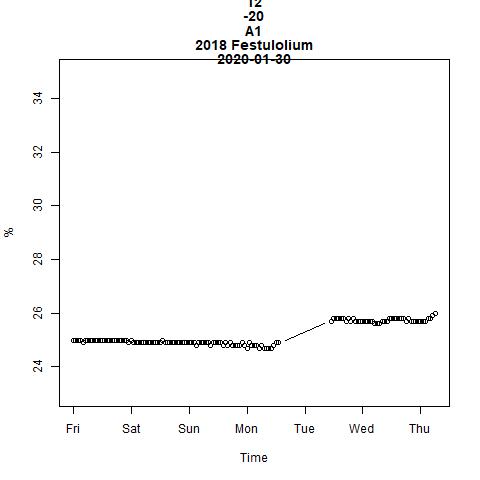 T2
-20
A1
2018 Festulolium
2020-01-30
34
32
30
28
26
24
%
Fri Sat Sun Mon Tue Wed Thu
Time